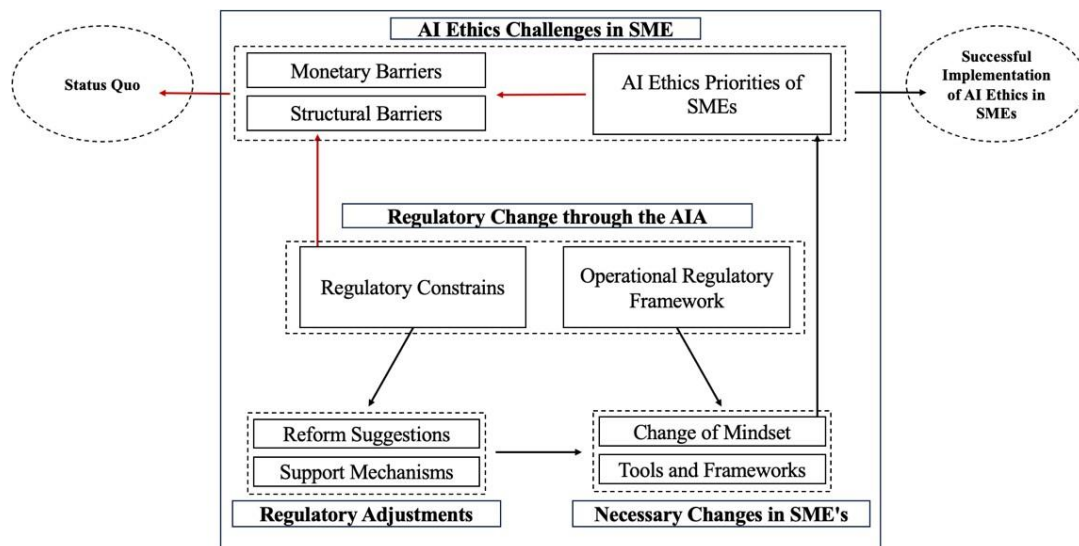 AI Ethics Challenges in SME
Status Quo
Monetary Barriers
Structural Barriers
AI Ethics Priorities of
SMEs
Successful
Implementation
of AI Ethics in
SMEs
Regulatory Change through the AIA
Regulatory Constrains
Operational Regulatory
Framework
Reform Suggestions
Support Mechanisms
Change of Mindset
Tools and Frameworks
Regulatory Adjustments
Necessary Changes in SME's